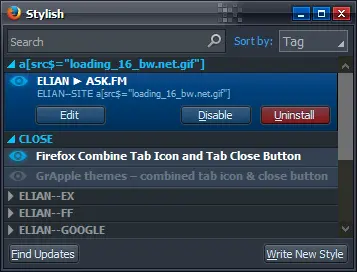 Stylish
Search
Sort by: Tag
a[src$="loading_16_bw.net.gif"]
ELIAN ► ASK.FM
ELIAN--SITE a[src$="loading_16_bw.net.gif"]
Edit Disable Uninstall
CLOSE
Firefox Combine Tab Icon and Tab Close Button
GrApple themes – combined tab icon & close button
ELIAN--EX
ELIAN--FF
ELIAN--GOOGLE
Find Updates Write New Style